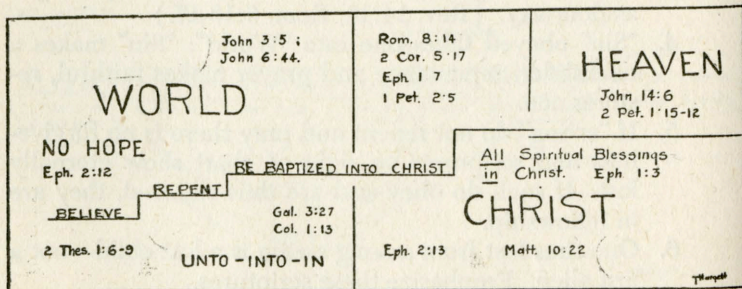 John 3:5;
John 6:44.
WORLD
NO HOPE
Eph. 2:12
BE BAPTIZED INTO CHRIST
REPENT
BELIEVE
Gal. 3:27
Col. 1:13
2 Thes. 1:6-9
UNTO-INTO-IN
Rom. 8:14
2 Cor. 5:17
Eph. 1
1 Pet. 2:5
HEAVEN
John 14:6
2 Pet. 1:15-12
All Spiritual Blessings
in Christ. Eph 1:3
CHRIST
Eph. 2:13
Matt. 10:22